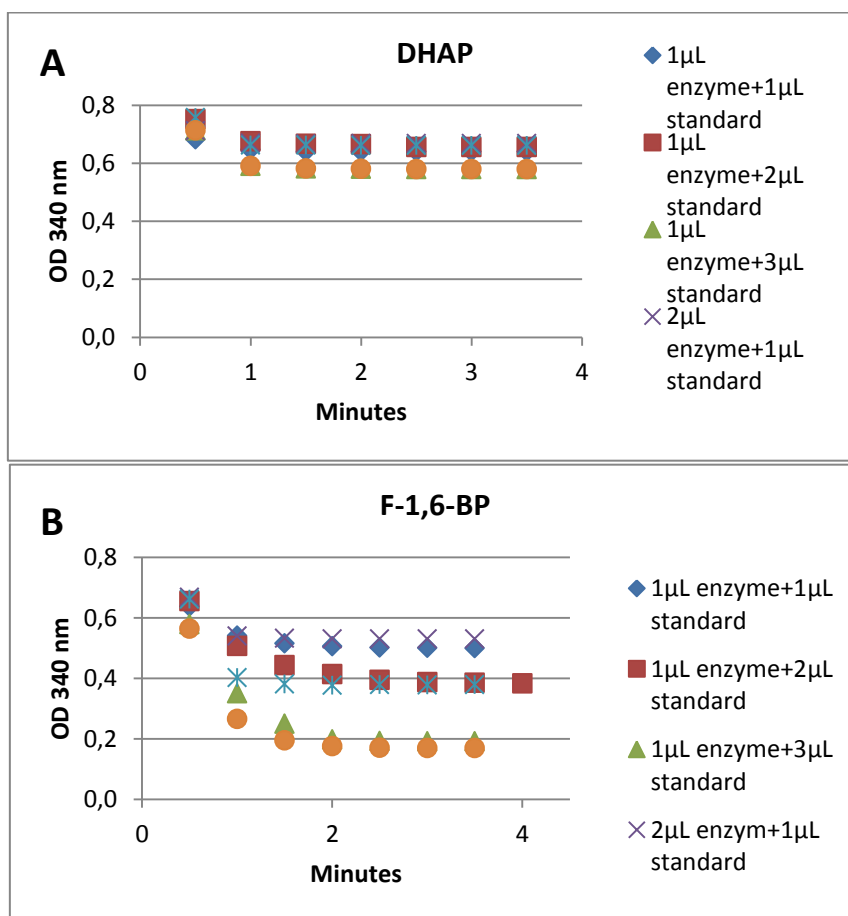 A
DHAP
0,8
0,6
0,4
0,2
0,0
OD 340 nm
0
1
2
3
4
Minutes
1µL
enzyme+1µL
standard
1µL
enzyme+2µL
standard
1µL
enzyme+3µL
standard
2µL
enzyme+1µL
standard
B
F-1,6-BP
0,8
0,6
0,4
0,2
0,0
OD 340 nm
0
2
4
Minutes
1µL enzyme+1µL
standard
1µL enzyme+2µL
standard
1µL enzyme+3µL
standard
2µL enzym+1µL
standard